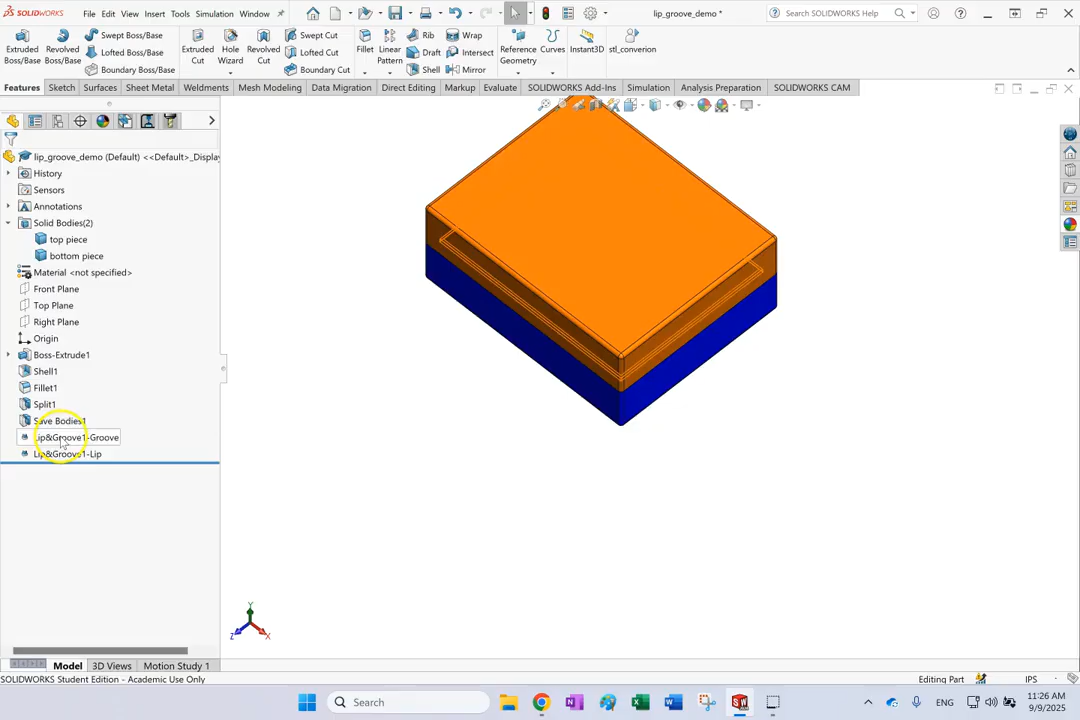 SOLIDWORKS File Edit View Insert Tools Simulation Window lip_groove_demo * Search SOLIDWORKS Help
Extruded Boss/Base Revolved Boss/Base Swept Boss/Base Lofted Boss/Base Boundary Boss/Base Extruded Cut Hole Wizard Revolved Cut Swept Cut Lofted Cut Boundary Cut Fillet Linear Pattern Rib Draft Shell Wrap Intersect Mirror Reference Geometry Curves Instant3D stl_convertion
Features Sketch Surfaces Sheet Metal Weldments Mesh Modeling Data Migration Direct Editing Markup Evaluate SOLIDWORKS Add-Ins Simulation Analysis Preparation SOLIDWORKS CAM
lip_groove_demo (Default) <<Default>_Display
History
Sensors
Annotations
Solid Bodies(2)
top piece
bottom piece
Material <not specified>
Front Plane
Top Plane
Right Plane
Origin
Boss-Extrude1
Shell1
Fillet1
Split1
Save Bodies1
Lip&Groove1-Groove
Lip&Groove1-Lip
Y
Z X
Model 3D Views Motion Study 1
SOLIDWORKS Student Edition - Academic Use Only Editing Part IPS
Search ENG 11:26 AM
9/9/2025